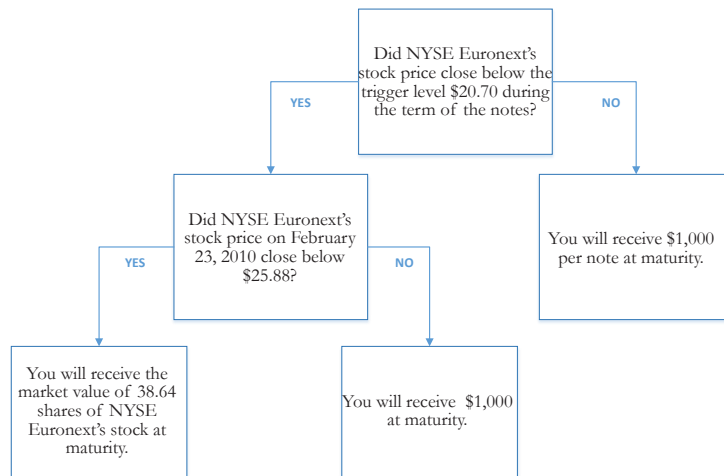 Did NYSE Euronext's
stock price close below the
trigger level $20.70 during
the term of the notes?
YES
NO
Did NYSE Euronext's
stock price on February
23, 2010 close below
$25.88?
You will receive $1,000
per note at maturity.
YES
NO
You will receive the
market value of 38.64
shares of NYSE
Euronext's stock at
maturity.
You will receive $1,000
at maturity.